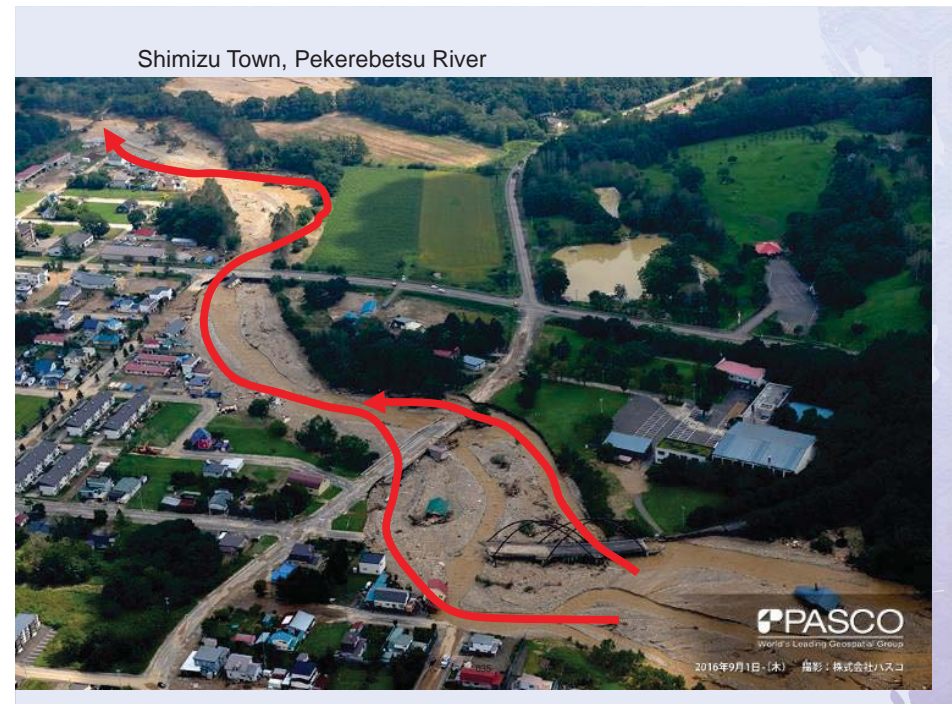 Shimizu Town, Pekerebetsu River
PASCO
World's Leading Geospatial Group
2016年9月1日-(木) 撮影：株式会社パスコ